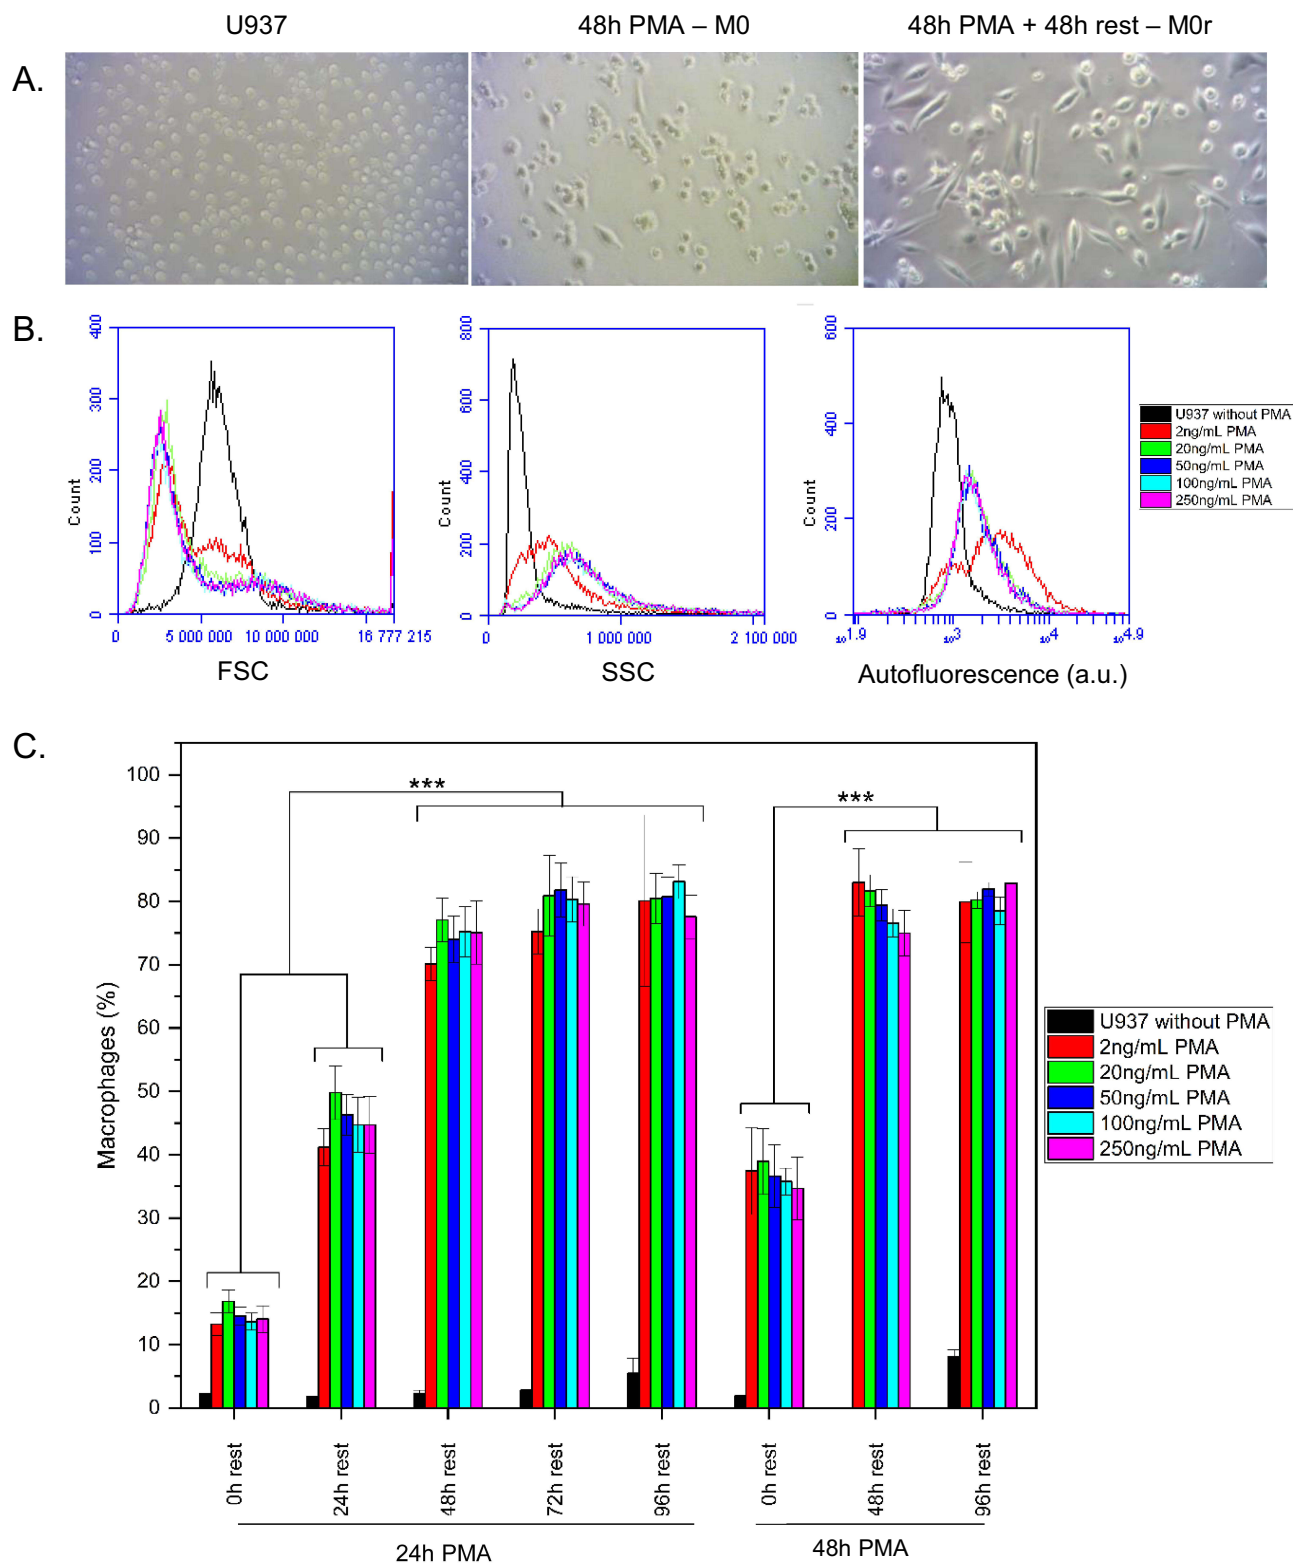 U937
48h PMA – M0
48h PMA + 48h rest – M0r
A.
B.
400
300
200
100
0
Count
0
5 000 000
10 000 000
16 777 215
FSC
800
600
400
200
0
Count
0
1 000 000
2 100 000
SSC
600
400
200
0
Count
10^1.9
10^3
10^4
10^4.9
Autofluorescence (a.u.)
U937 without PMA
2ng/mL PMA
20ng/mL PMA
50ng/mL PMA
100ng/mL PMA
250ng/mL PMA
C.
Macrophages (%)
100
90
80
70
60
50
40
30
20
10
0
***
***
0h rest
24h rest
48h rest
72h rest
96h rest
0h rest
48h rest
96h rest
24h PMA
48h PMA
U937 without PMA
2ng/mL PMA
20ng/mL PMA
50ng/mL PMA
100ng/mL PMA
250ng/mL PMA